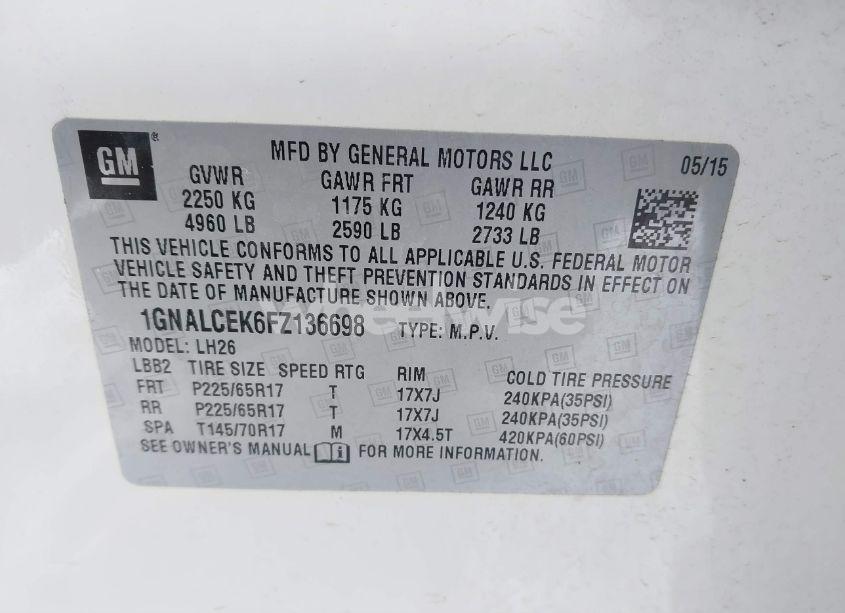 GM
MFD BY GENERAL MOTORS LLC 05/15
GVWR GAWR FRT GAWR RR
2250 KG 1175 KG 1240 KG
4960 LB 2590 LB 2733 LB
THIS VEHICLE CONFORMS TO ALL APPLICABLE U.S. FEDERAL MOTOR
VEHICLE SAFETY AND THEFT PREVENTION STANDARDS IN EFFECT ON
THE DATE OF MANUFACTURE SHOWN ABOVE.
1GNALCEK6FZ136698 TYPE: M.P.V.
MODEL: LH26
LBB2 TIRE SIZE SPEED RTG RIM COLD TIRE PRESSURE
FRT P225/65R17 T 17X7J 240KPA(35PSI)
RR P225/65R17 T 17X7J 240KPA(35PSI)
SPA T145/70R17 M 17X4.5T 420KPA(60PSI)
SEE OWNER'S MANUAL FOR MORE INFORMATION.